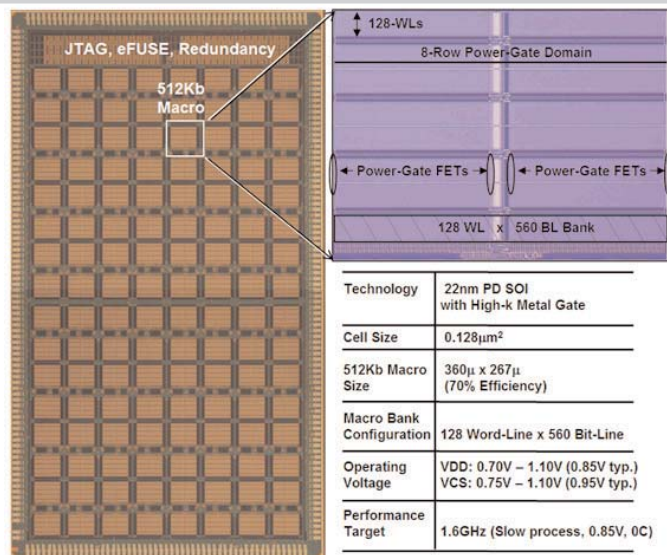 JTAG, eFUSE, Redundancy
512Kb
Macro
128-WLs
8-Row Power-Gate Domain
Power-Gate FETs
Power-Gate FETs
128 WL x 560 BL Bank
Technology
22nm PD SOI
with High-k Metal Gate
Cell Size
0.128μm²
512Kb Macro
Size
360μ x 267μ
(70% Efficiency)
Macro Bank
Configuration
128 Word-Line x 560 Bit-Line
Operating
Voltage
VDD: 0.70V – 1.10V (0.85V typ.)
VCS: 0.75V – 1.10V (0.95V typ.)
Performance
Target
1.6GHz (Slow process, 0.85V, 0C)